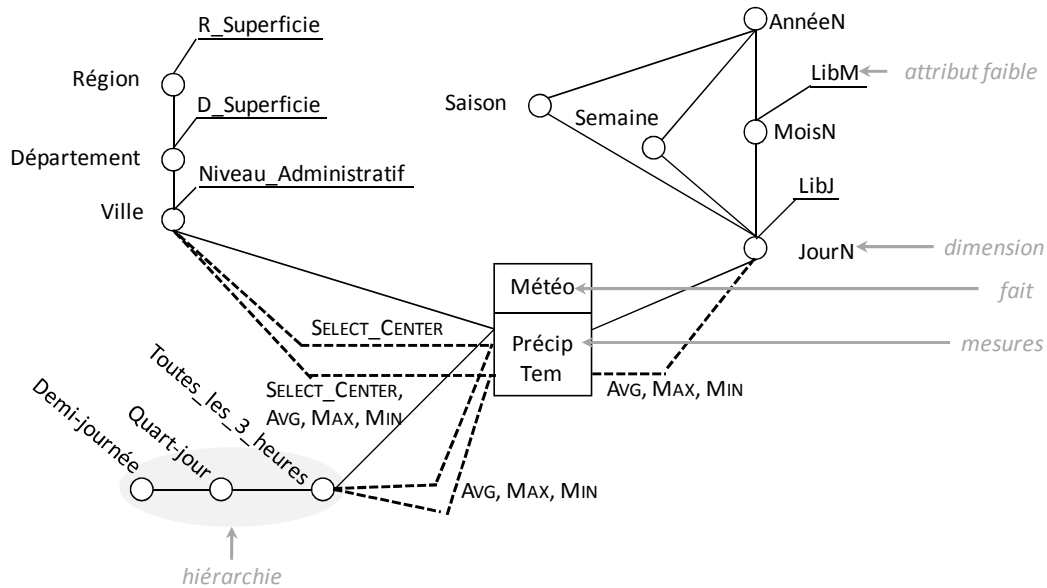 R_Superficie
Région
D_Superficie
Département
Niveau_Administratif
Ville
AnnéeN
LibM
attribut faible
Saison
Semaine
MoisN
LibJ
JourN
dimension
Météo
fait
SELECT_CENTER
Précip
mesures
Tem
SELECT_CENTER,
AVG, MAX, MIN
AVG, MAX, MIN
Toutes_les_3_heures
Quart-jour
Demi-journée
AVG, MAX, MIN
hiérarchie